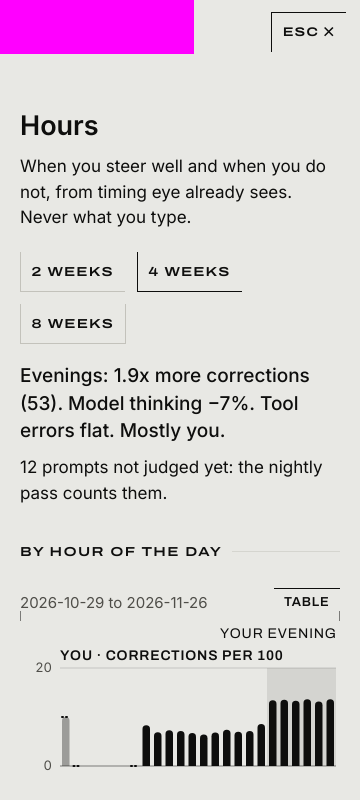 ESC ✕
Hours
When you steer well and when you do
not, from timing eye already sees.
Never what you type.
2 WEEKS
4 WEEKS
8 WEEKS
Evenings: 1.9x more corrections
(53). Model thinking −7%. Tool
errors flat. Mostly you.
12 prompts not judged yet: the nightly
pass counts them.
BY HOUR OF THE DAY
2026-10-29 to 2026-11-26
TABLE
YOUR EVENING
YOU · CORRECTIONS PER 100
20
0